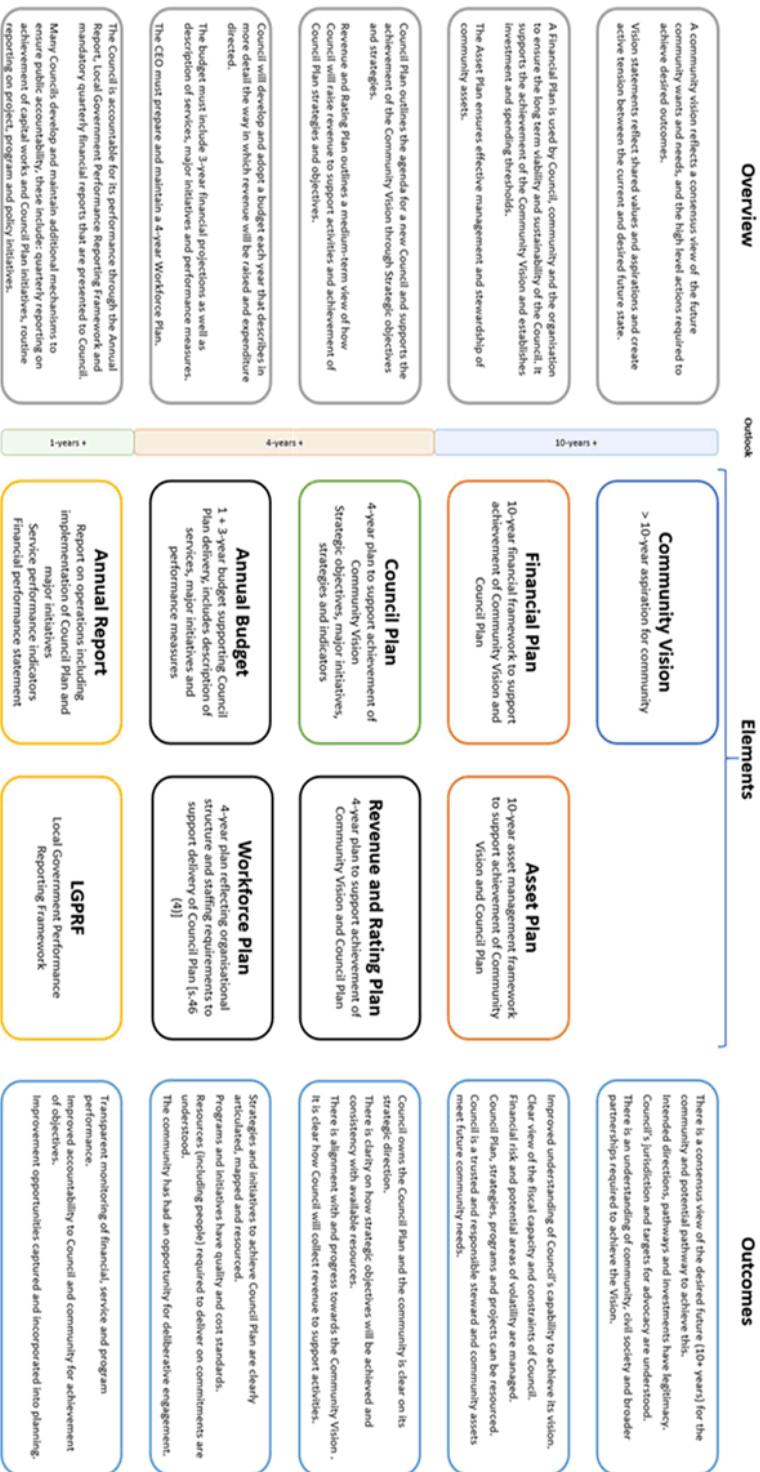 Overview
Outlook
Elements
Outcomes
A community vision reflects a consensus view of the future
community wants and needs, and the high level actions required to
achieve desired outcomes.
Vision statements reflect shared values and aspirations and create
active tension between the current and desired future state.
10-years +
Community Vision
> 10-year aspiration for community
There is a consensus view of the desired future (10+ years) for the
community and potential pathway to achieve this.
Intended directions, pathways and investments have legitimacy.
Council's jurisdiction and targets for advocacy are understood.
There is an understanding of community, civil society and broader
partnerships required to achieve the Vision.
A Financial Plan is used by Council, community and the organisation
to ensure the long term viability and sustainability of the Council. It
supports the achievement of the Community Vision and establishes
investment and spending thresholds.
The Asset Plan ensures effective management and stewardship of
community assets.
Financial Plan
10-year financial framework to support
achievement of Community Vision and
Council Plan
Asset Plan
10-year asset management framework
to support achievement of Community
Vision and Council Plan
Improved understanding of Council's capability to achieve its vision.
Clear view of the fiscal capacity and constraints of Council.
Financial risk and potential areas of volatility are managed.
Council Plan, strategies, programs and projects can be resourced.
Council is a trusted and responsible steward and community assets
meet future community needs.
Council Plan outlines the agenda for a new Council and supports the
achievement of the Community Vision through Strategic objectives
and strategies.
Revenue and Rating Plan outlines a medium-term view of how
Council will raise revenue to support activities and achievement of
Council Plan strategies and objectives.
4-years +
Council Plan
4-year plan to support achievement of
Community Vision
Strategic objectives, major initiatives,
strategies and indicators
Revenue and Rating Plan
4-year plan to support achievement of
Community Vision and Council Plan
Council owns the Council Plan and the community is clear on its
strategic direction.
There is clarity on how strategic objectives will be achieved and
consistency with available resources.
There is alignment with and progress towards the Community Vision .
It is clear how Council will collect revenue to support activities.
Council will develop and adopt a budget each year that describes in
more detail the way in which revenue will be raised and expenditure
directed.
The budget must include 3-year financial projections as well as
description of services, major initiatives and performance measures.
The CEO must prepare and maintain a 4-year Workforce Plan.
Annual Budget
1 + 3-year budget supporting Council
Plan delivery, includes description of
services, major initiatives and
performance measures
Workforce Plan
4-year plan reflecting organisational
structure and staffing requirements to
support delivery of Council Plan [s.46
(4)]
Strategies and initiatives to achieve Council Plan are clearly
articulated, mapped and resourced.
Programs and initiatives have quality and cost standards.
Resources (including people) required to deliver on commitments are
understood.
The community has had an opportunity for deliberative engagement.
The Council is accountable for its performance through the Annual
Report, Local Government Performance Reporting Framework and
mandatory quarterly financial reports that are presented to Council.
Many Councils develop and maintain additional mechanisms to
ensure public accountability, these include: quarterly reporting on
achievement of capital works and Council Plan initiatives, routine
reporting on project, program and policy initiatives.
1-years +
Annual Report
Report on operations including
implementation of Council Plan and
major initiatives
Service performance indicators
Financial performance statement
LGPRF
Local Government Performance
Reporting Framework
Transparent monitoring of financial, service and program
performance.
Improved accountability to Council and community for achievement
of objectives.
Improvement opportunities captured and incorporated into planning.